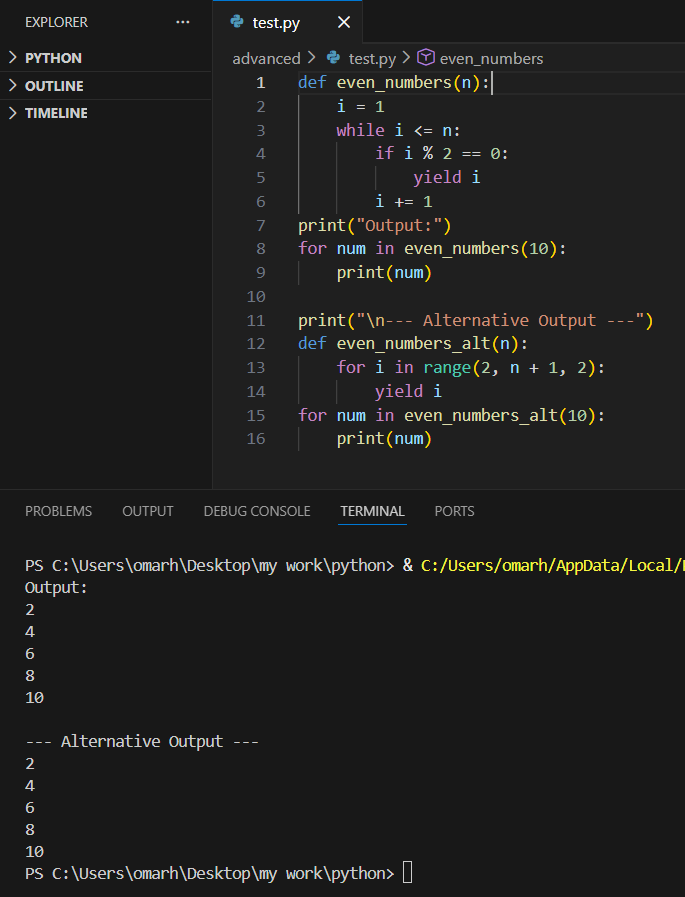 EXPLORER ...
PYTHON
OUTLINE
TIMELINE
test.py
advanced > test.py > even_numbers
1 def even_numbers(n):
2     i = 1
3     while i <= n:
4         if i % 2 == 0:
5             yield i
6         i += 1
7 print("Output:")
8 for num in even_numbers(10):
9     print(num)
10
11 print("\n--- Alternative Output ---")
12 def even_numbers_alt(n):
13     for i in range(2, n + 1, 2):
14         yield i
15 for num in even_numbers_alt(10):
16     print(num)
PROBLEMS OUTPUT DEBUG CONSOLE TERMINAL PORTS
PS C:\Users\omarh\Desktop\my work\python> & C:/Users/omarh/AppData/Local/
Output:
2
4
6
8
10
--- Alternative Output ---
2
4
6
8
10
PS C:\Users\omarh\Desktop\my work\python>